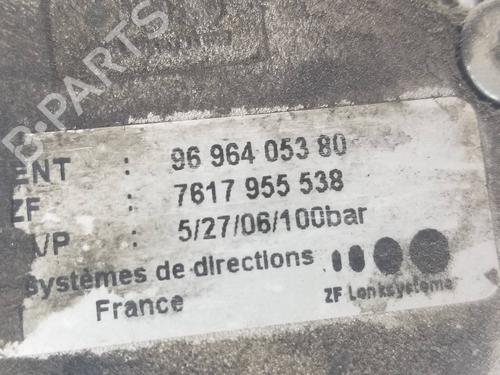 B-PARTS
ENT : 96 964 053 80
ZF : 7617 955 538
/VP : 5/27/06/100bar
systèmes de directions
France
ZF Lenksysteme